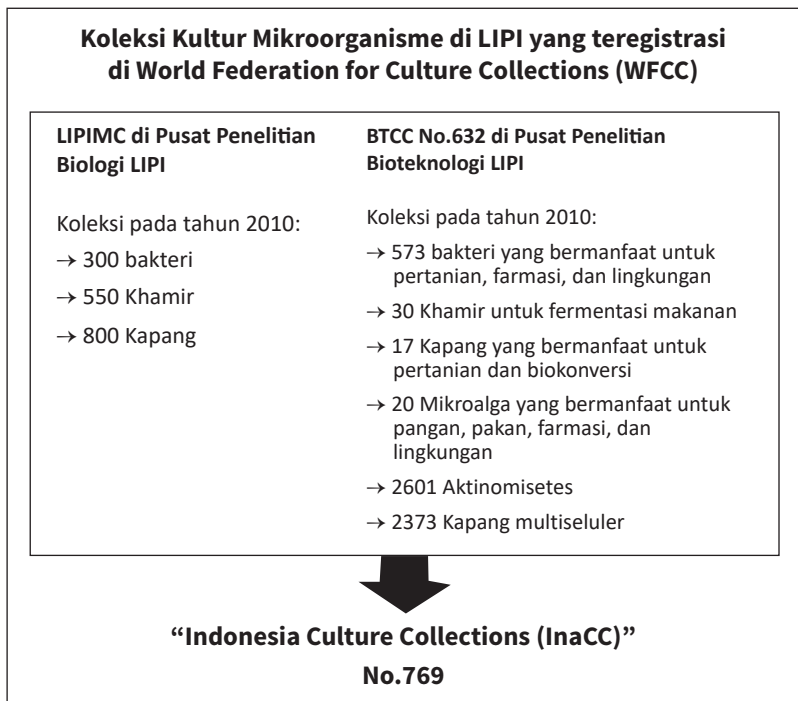 Koleksi Kultur Mikroorganisme di LIPI yang teregistrasi
di World Federation for Culture Collections (WFCC)
LIPIMC di Pusat Penelitian
Biologi LIPI
Koleksi pada tahun 2010:
→ 300 bakteri
→ 550 Khamir
→ 800 Kapang
BTCC No.632 di Pusat Penelitian
Bioteknologi LIPI
Koleksi pada tahun 2010:
→ 573 bakteri yang bermanfaat untuk
pertanian, farmasi, dan lingkungan
→ 30 Khamir untuk fermentasi makanan
→ 17 Kapang yang bermanfaat untuk
pertanian dan biokonversi
→ 20 Mikroalga yang bermanfaat untuk
pangan, pakan, farmasi, dan
lingkungan
→ 2601 Aktinomisetes
→ 2373 Kapang multiseluler
“Indonesia Culture Collections (InaCC)”
No.769